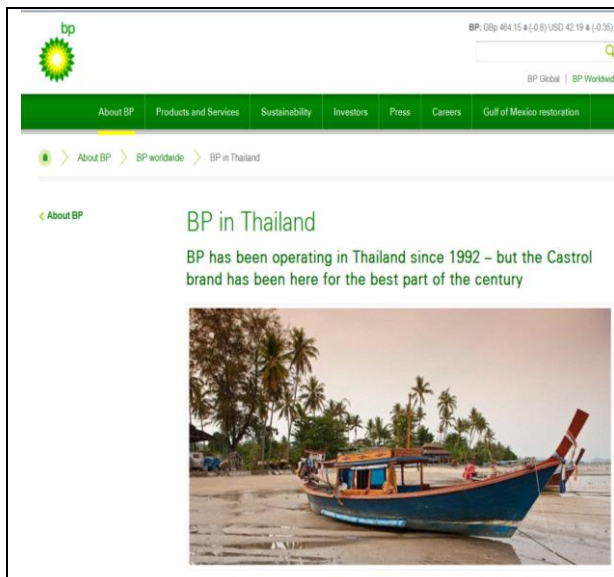 bp
BP: GBp 464.15 (-0.6) USD 42.19 (-0.35)
BP Global | BP Worldwid
About BP Products and Services Sustainability Investors Press Careers Gulf of Mexico restoration
About BP BP worldwide BP in Thailand
About BP
BP in Thailand
BP has been operating in Thailand since 1992 – but the Castrol
brand has been here for the best part of the century